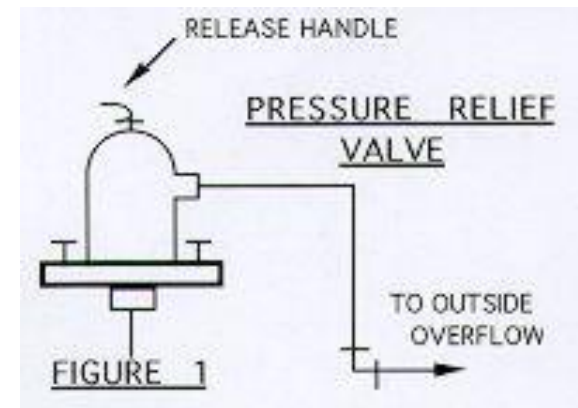 RELEASE HANDLE
PRESSURE RELIEF
VALVE
TO OUTSIDE
OVERFLOW
FIGURE 1